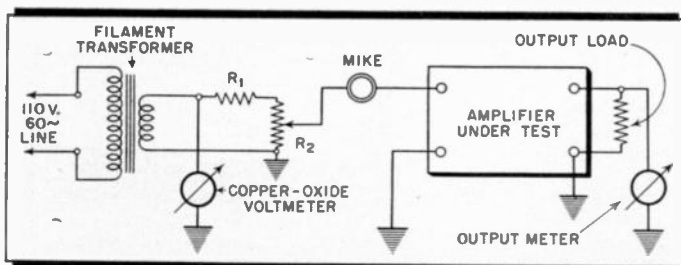 FILAMENT
TRANSFORMER
110 V.
60~
LINE
R1
R2
COPPER-OXIDE
VOLTMETER
MIKE
AMPLIFIER
UNDER TEST
OUTPUT LOAD
OUTPUT METER